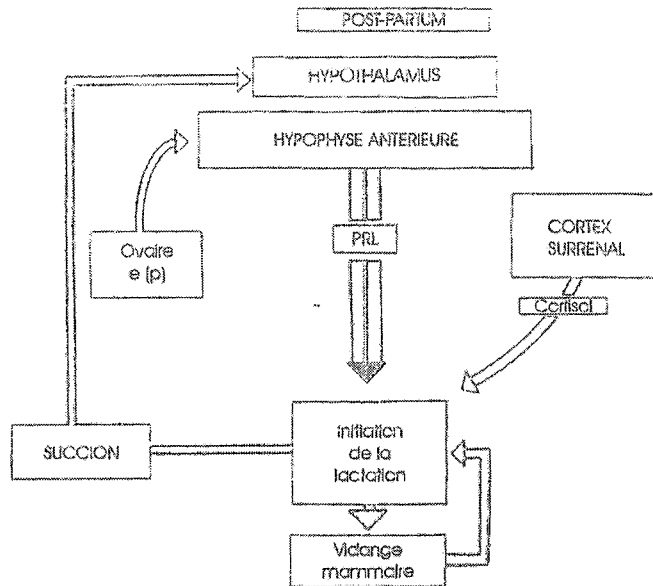 POST-PARTUM
HYPOTHALAMUS
HYPOPHYSE ANTERIEURE
PRL
CORTEX
SURRENAL
Ovaire
e (p)
Cortisol
SUCCION
Initiation
de la
lactation
Vidange
mammaire